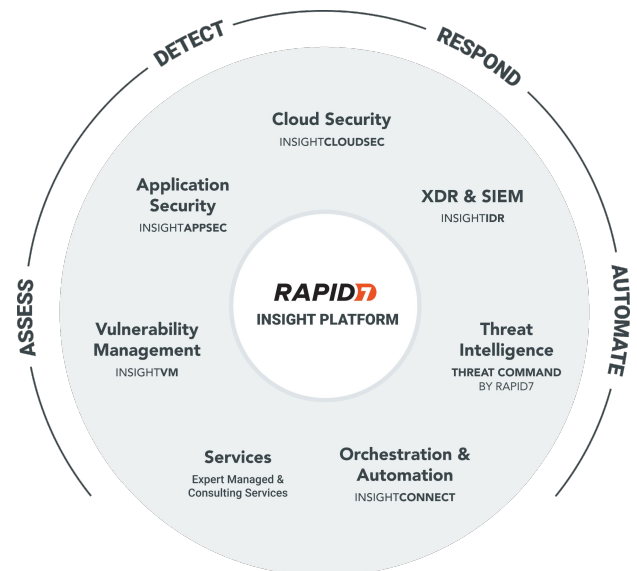 DETECT
RESPOND
ASSESS
AUTOMATE
Cloud Security
INSIGHTCLOUDSEC
Application
Security
INSIGHTAPPSEC
XDR & SIEM
INSIGHTIDR
RAPID7
INSIGHT PLATFORM
Vulnerability
Management
INSIGHTVM
Threat
Intelligence
THREAT COMMAND
BY RAPID7
Services
Expert Managed &
Consulting Services
Orchestration &
Automation
INSIGHTCONNECT